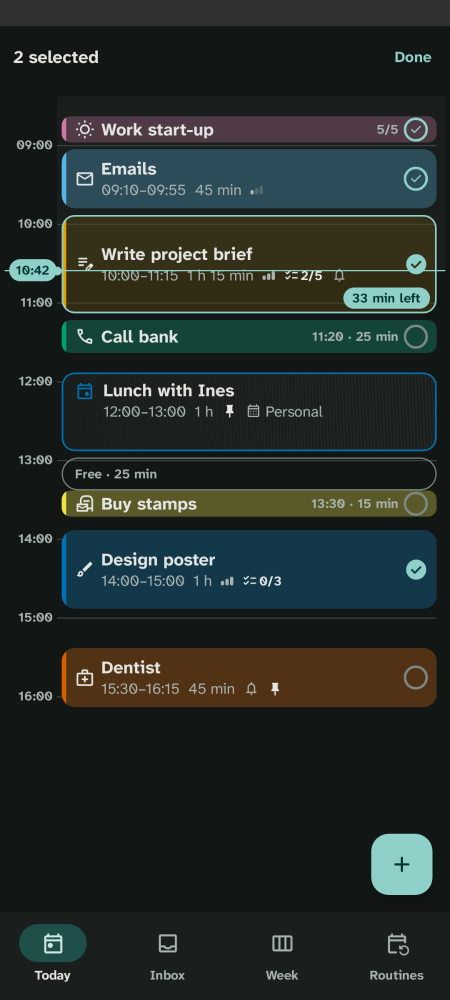 2 selected
Done
Work start-up
5/5
09:00
Emails
09:10–09:55 45 min
10:00
Write project brief
10:42
10:00–11:15 1 h 15 min 2/5
33 min left
11:00
Call bank
11:20 · 25 min
12:00
Lunch with Ines
12:00–13:00 1 h Personal
13:00
Free · 25 min
Buy stamps
13:30 · 15 min
14:00
Design poster
14:00–15:00 1 h 0/3
15:00
Dentist
15:30–16:15 45 min
16:00
Today
Inbox
Week
Routines